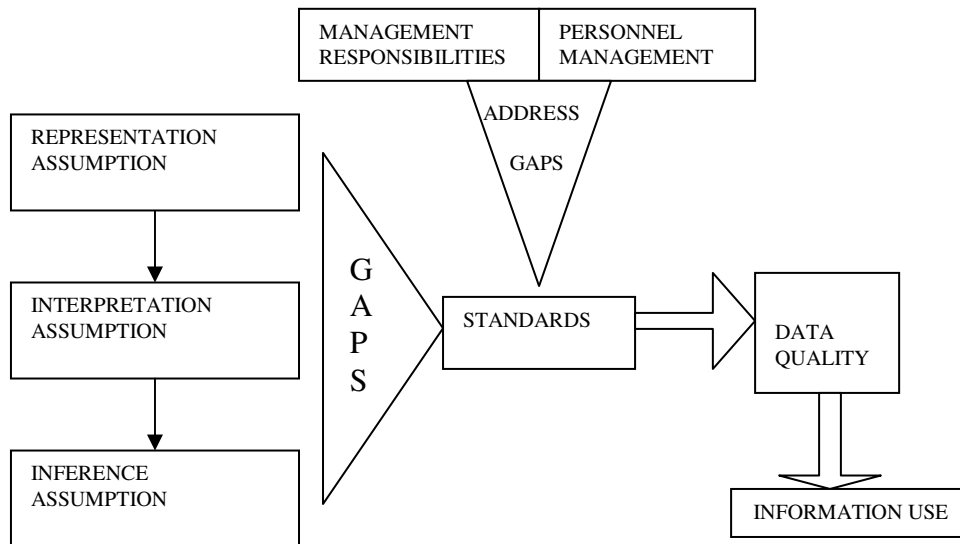 MANAGEMENT
RESPONSIBILITIES
PERSONNEL
MANAGEMENT
ADDRESS
GAPS
REPRESENTATION
ASSUMPTION
INTERPRETATION
ASSUMPTION
INFERENCE
ASSUMPTION
G
A
P
S
STANDARDS
DATA
QUALITY
INFORMATION USE